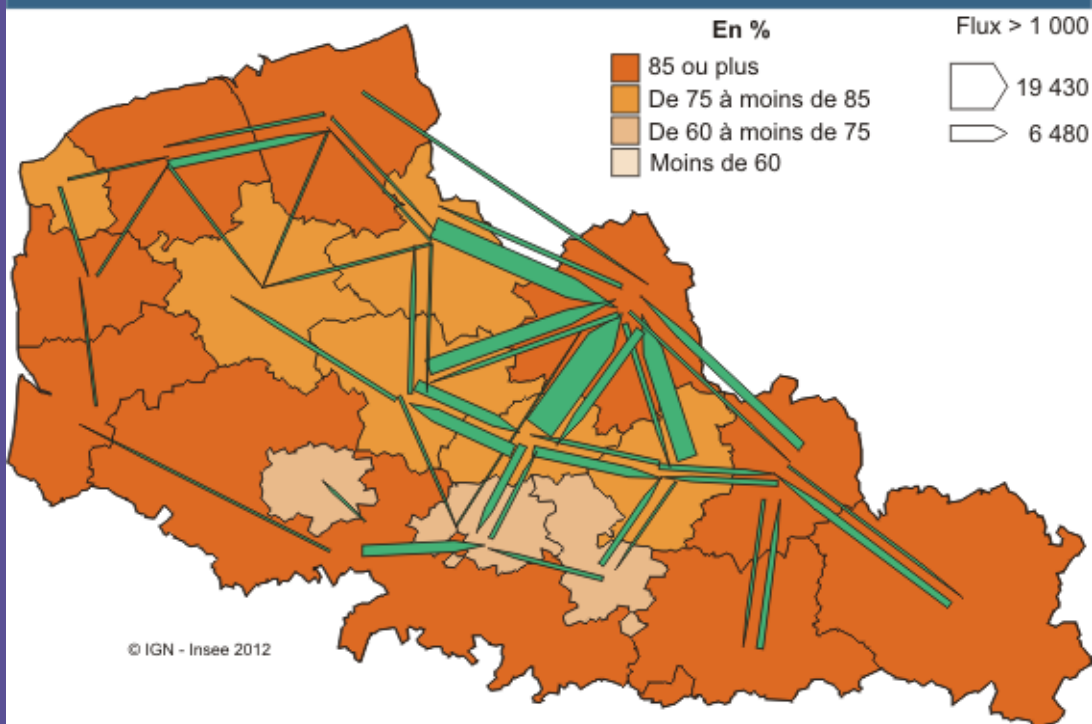 En %
85 ou plus
De 75 à moins de 85
De 60 à moins de 75
Moins de 60
Flux > 1 000
19 430
6 480
© IGN - Insee 2012